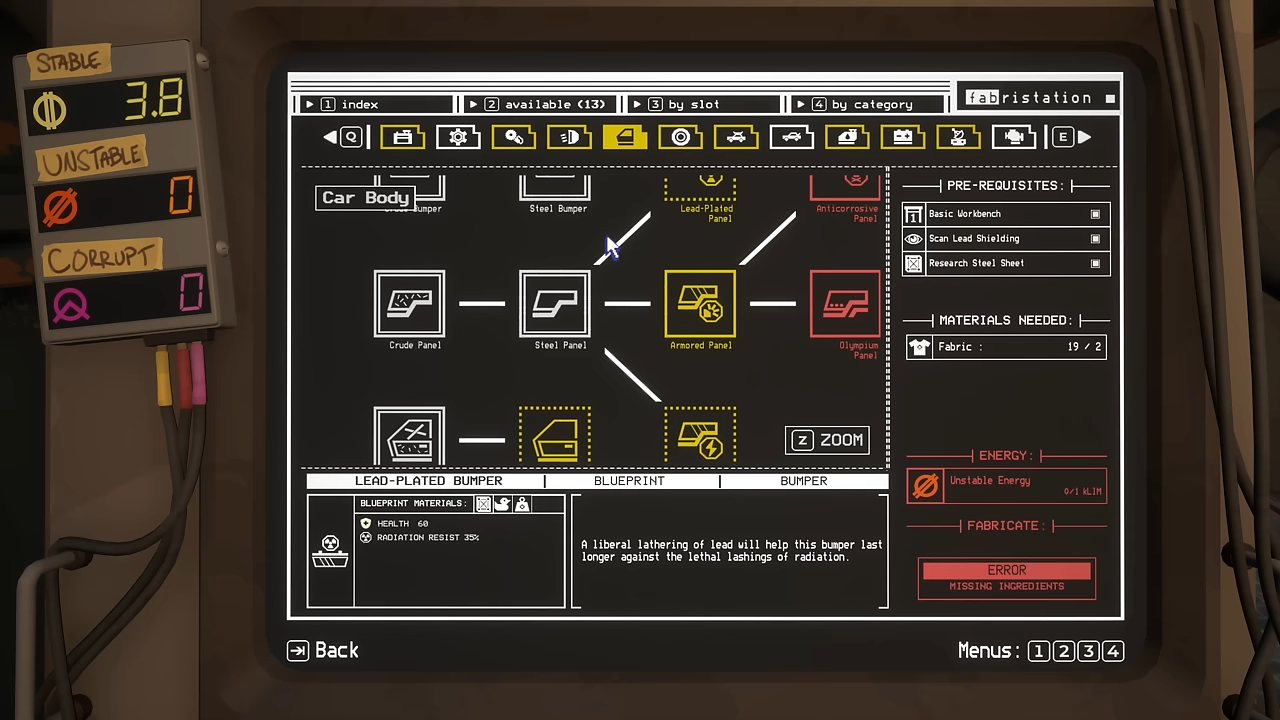 STABLE
3.8
UNSTABLE
0
CORRUPT
0
1 index
2 available (13)
3 by slot
4 by category
fabristation
Q
E
Car Body
Crude Bumper
Steel Bumper
Lead-Plated
Panel
Anticorrosive
Panel
Crude Panel
Steel Panel
Armored Panel
Olympium
Panel
Z ZOOM
PRE-REQUISITES:
1
Basic Workbench
Scan Lead Shielding
Research Steel Sheet
MATERIALS NEEDED:
Fabric : 19 / 2
ENERGY:
Unstable Energy
0/1 kLIM
FABRICATE:
ERROR
MISSING INGREDIENTS
LEAD-PLATED BUMPER
BLUEPRINT
BUMPER
BLUEPRINT MATERIALS:
HEALTH 60
RADIATION RESIST 35%
A liberal lathering of lead will help this bumper last
longer against the lethal lashings of radiation.
Back
Menus: 1 2 3 4